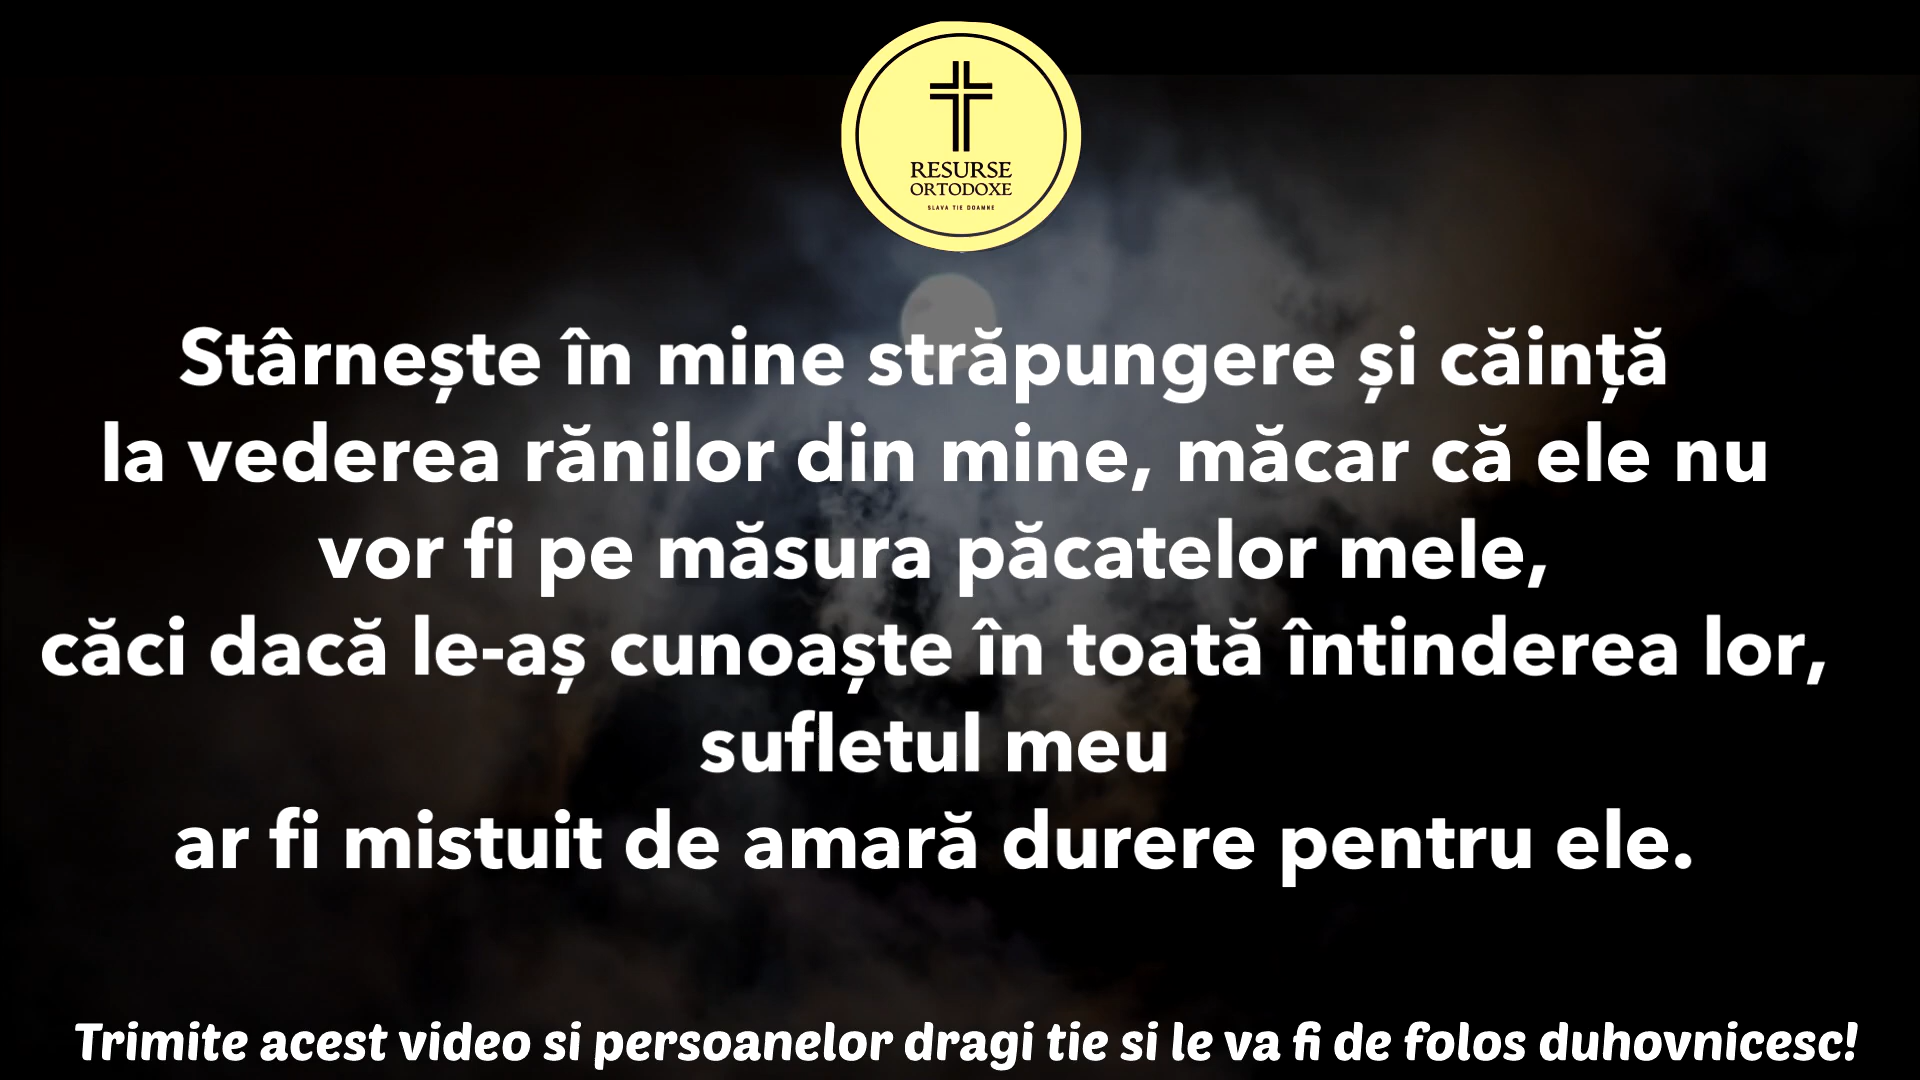 RESURSE
ORTODOXE
SLAVA TIE DOAMNE
Stârnește în mine străpungere și căință
la vederea rănilor din mine, măcar că ele nu
vor fi pe măsura păcatelor mele,
căci dacă le-aș cunoaște în toată întinderea lor,
sufletul meu
ar fi mistuit de amară durere pentru ele.
Trimite acest video si persoanelor dragi tie si le va fi de folos duhovnicesc!